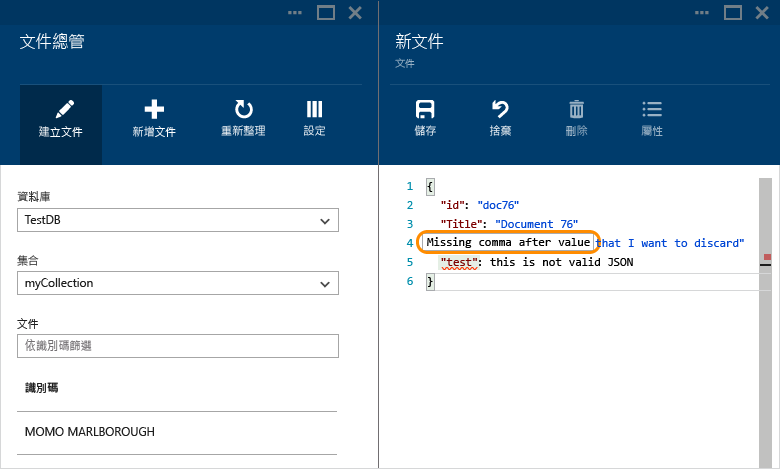 文件總管
建立文件
新增文件
重新整理
設定
資料庫
TestDB
集合
myCollection
文件
依識別碼篩選
識別碼
MOMO MARLBOROUGH
新文件
文件
儲存
捨棄
刪除
屬性
1 {
2 "id": "doc76"
3 "Title": "Document 76"
4 Missing comma after value that I want to discard"
5 "test": this is not valid JSON
6 }